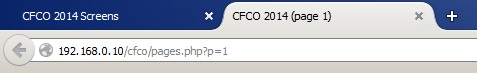 CFCO 2014 Screens
CFCO 2014 (page 1)
192.168.0.10/cfco/pages.php?p=1